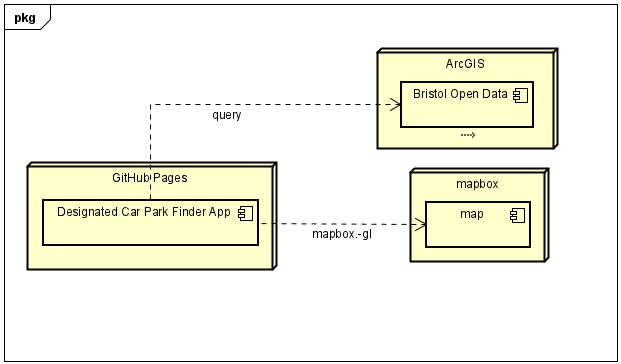 pkg
ArcGIS
Bristol Open Data
query
GitHub Pages
Designated Car Park Finder App
mapbox
map
mapbox.-gl